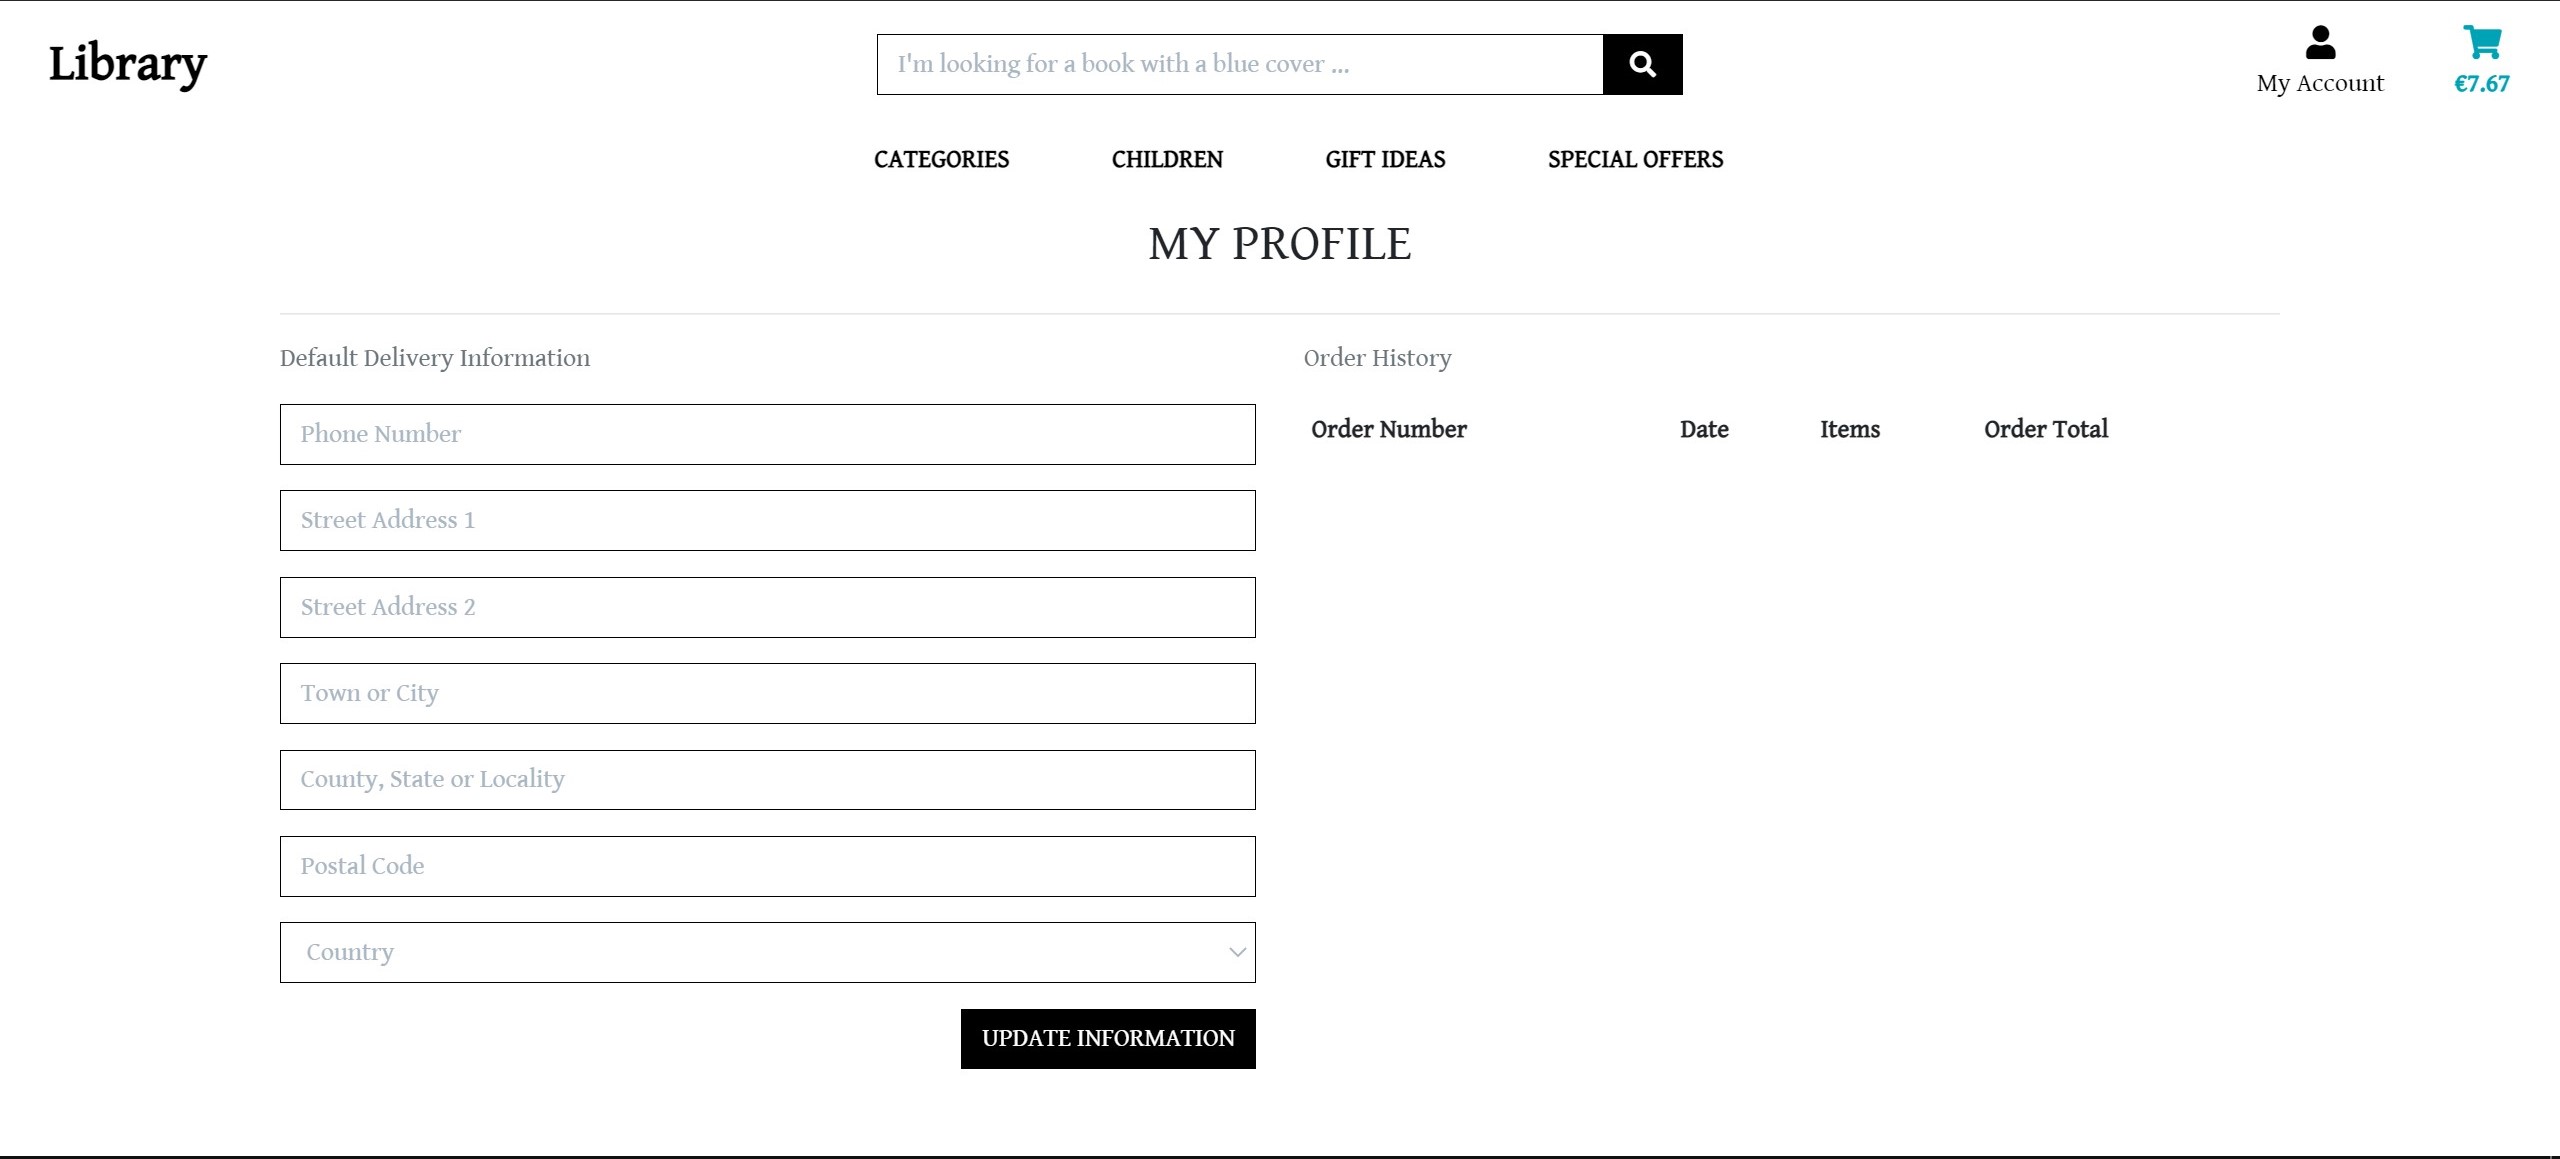 Library
I'm looking for a book with a blue cover ...
My Account
€7.67
CATEGORIES CHILDREN GIFT IDEAS SPECIAL OFFERS
MY PROFILE
Default Delivery Information
Phone Number
Street Address 1
Street Address 2
Town or City
County, State or Locality
Postal Code
Country
UPDATE INFORMATION
Order History
Order Number Date Items Order Total